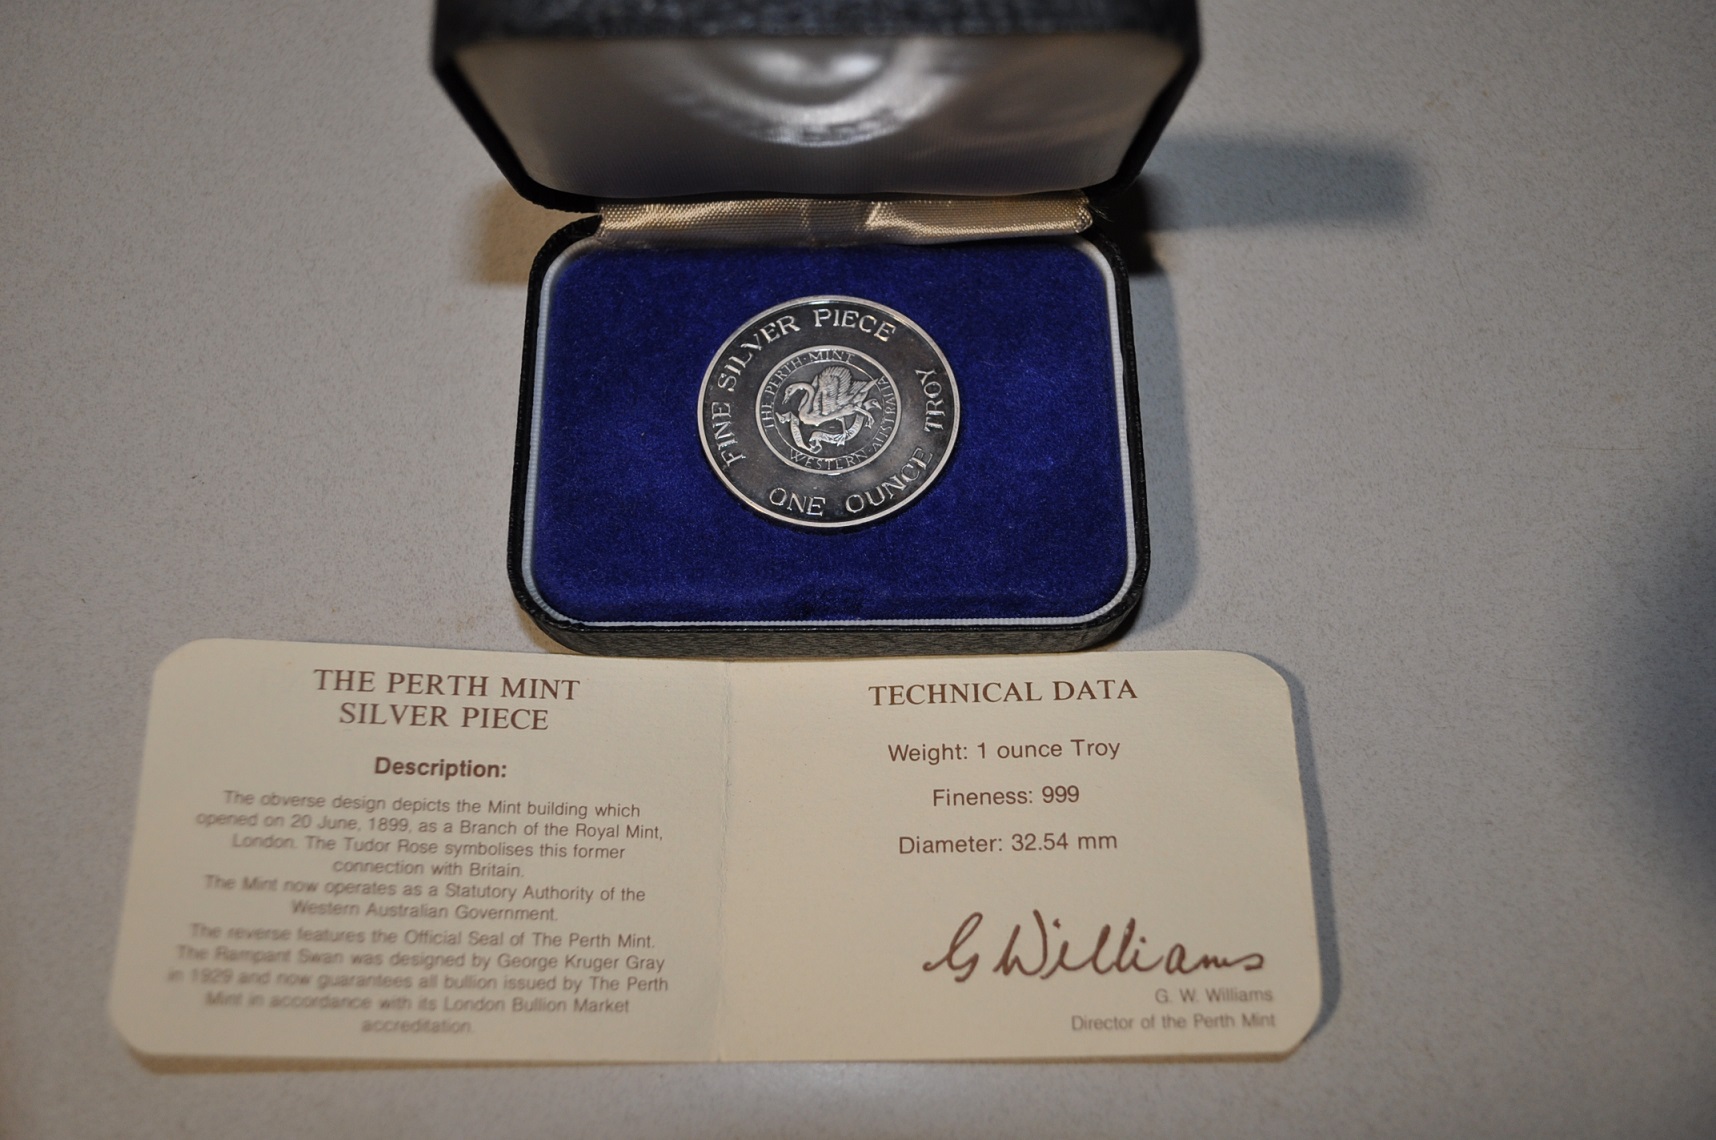 FINE SILVER PIECE
ONE OUNCE TROY
THE PERTH·MINT
WESTERN·AUSTRALIA
THE PERTH MINT
SILVER PIECE
Description:
The obverse design depicts the Mint building which
opened on 20 June, 1899, as a Branch of the Royal Mint,
London. The Tudor Rose symbolises this former
connection with Britain.
The Mint now operates as a Statutory Authority of the
Western Australian Government.
The reverse features the Official Seal of The Perth Mint.
The Rampant Swan was designed by George Kruger Gray
in 1929 and now guarantees all bullion issued by The Perth
Mint in accordance with its London Bullion Market
accreditation.
TECHNICAL DATA
Weight: 1 ounce Troy
Fineness: 999
Diameter: 32.54 mm
G Williams
G. W. Williams
Director of the Perth Mint